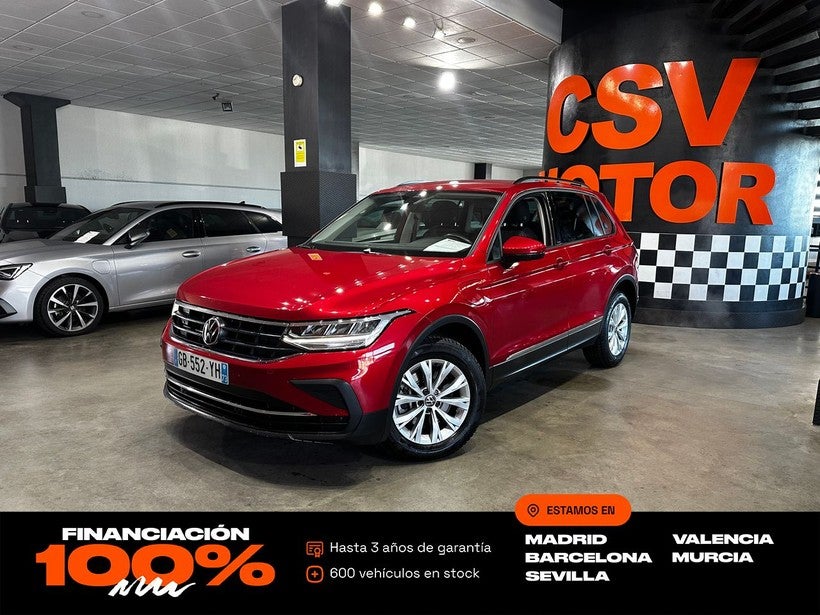 CSV
MOTOR
GB-552-YH
ESTAMOS EN
FINANCIACIÓN
100%
Hasta 3 años de garantía
600 vehículos en stock
MADRID
BARCELONA
SEVILLA
VALENCIA
MURCIA